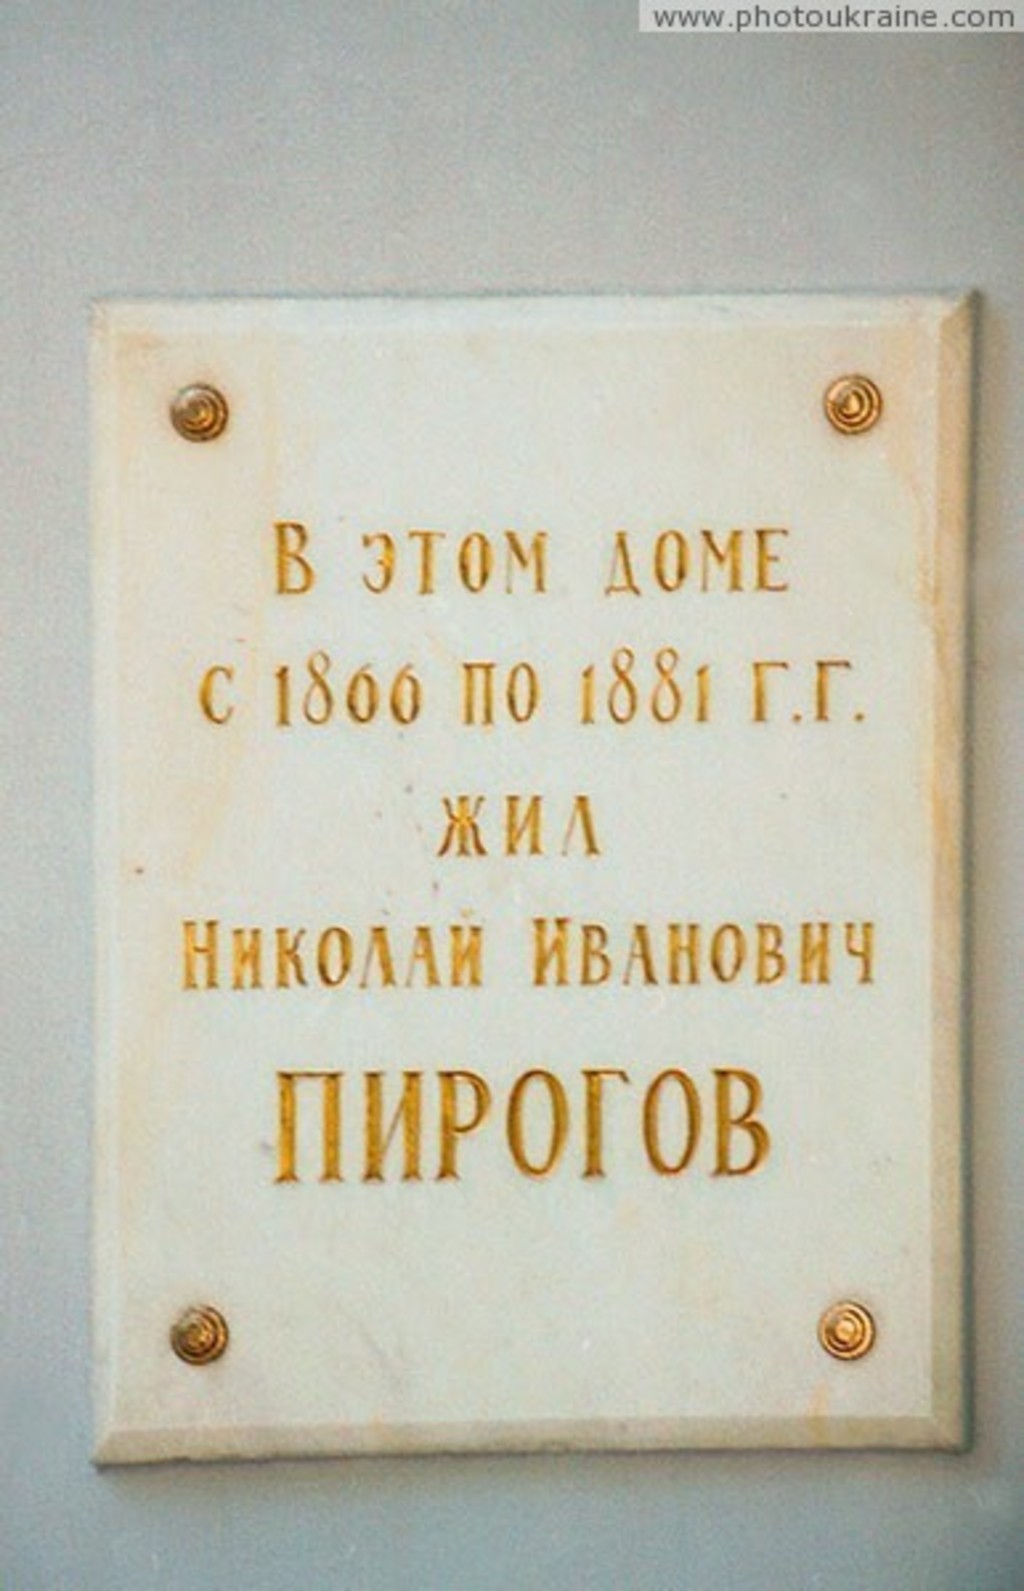 www.photoukraine.com
В ЭТОМ ДОМЕ
С 1866 ПО 1881 Г.Г.
ЖИЛ
НИКОЛАЙ ИВАНОВИЧ
ПИРОГОВ